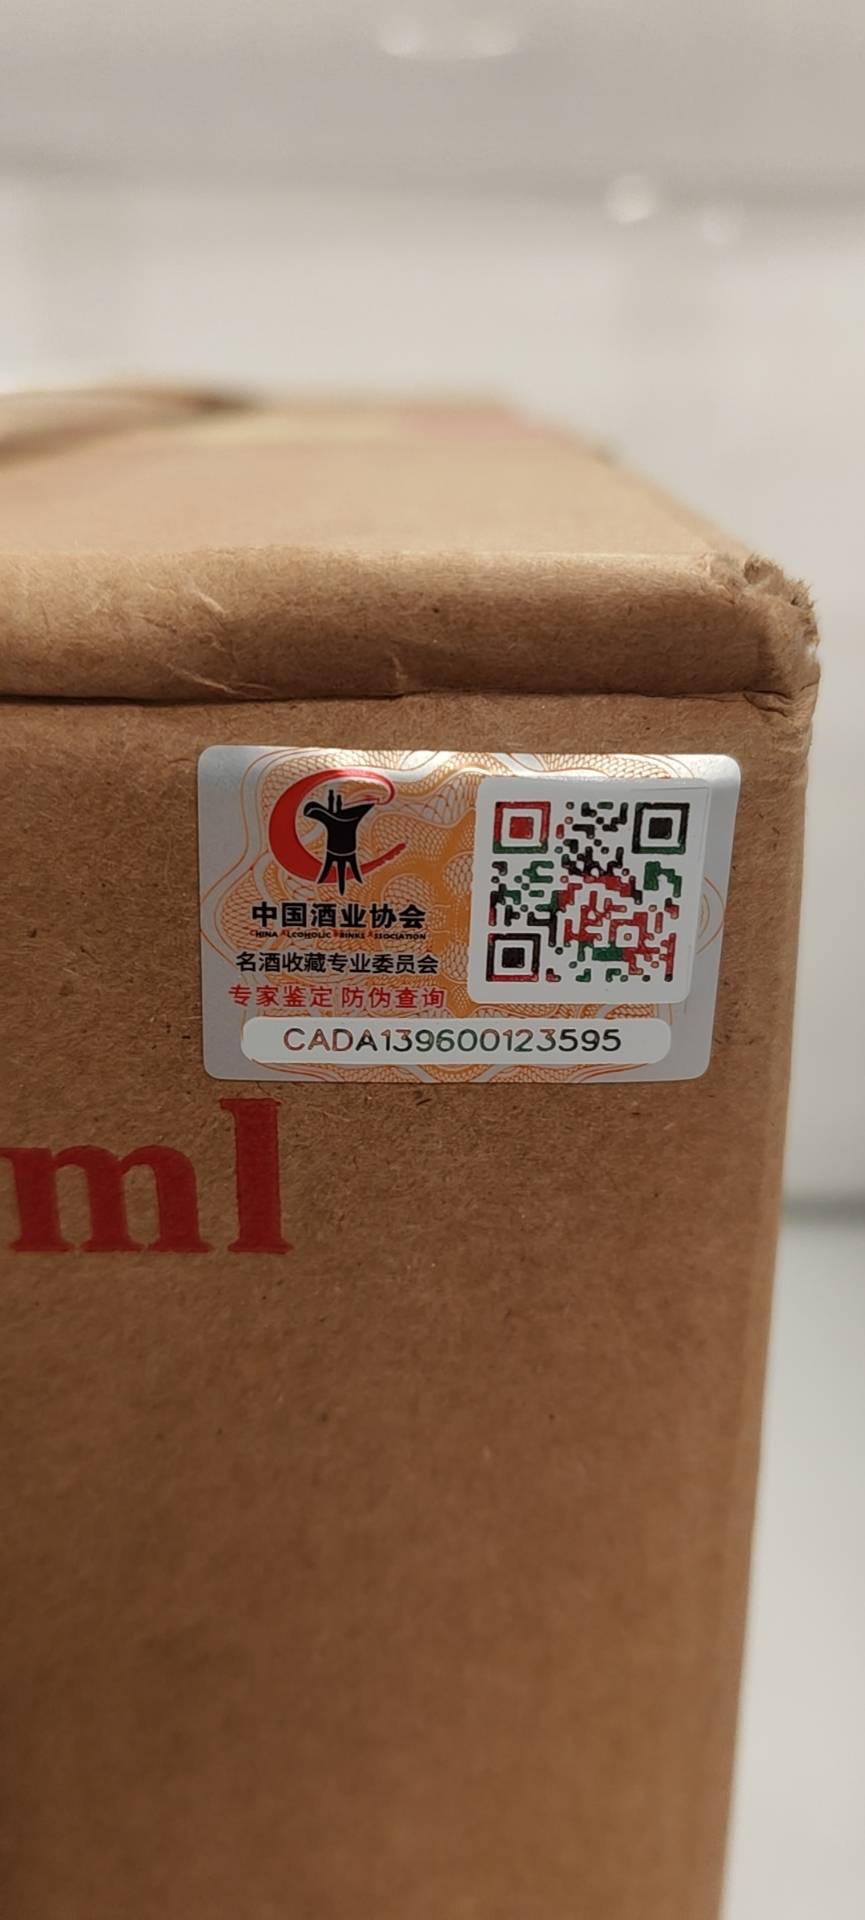 中国酒业协会
CHINA ALCOHOLIC DRINKS ASSOCIATION
名酒收藏专业委员会
专家鉴定 防伪查询
CADA139600123595
ml